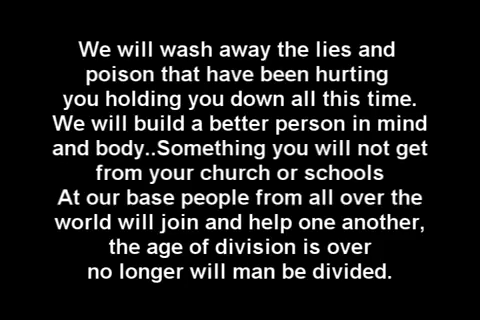 We will wash away the lies and
poison that have been hurting
you holding you down all this time.
We will build a better person in mind
and body..Something you will not get
from your church or schools
At our base people from all over the
world will join and help one another,
the age of division is over
no longer will man be divided.